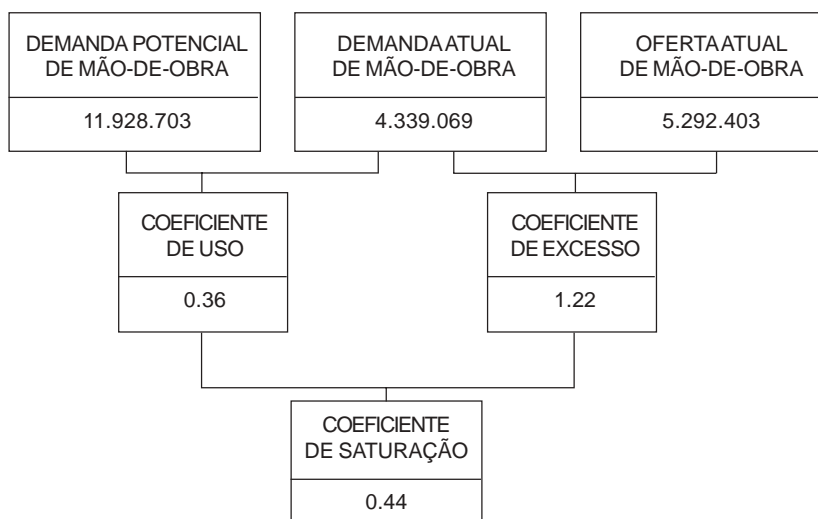 DEMANDA POTENCIAL
DE MÃO-DE-OBRA
11.928.703
DEMANDA ATUAL
DE MÃO-DE-OBRA
4.339.069
OFERTA ATUAL
DE MÃO-DE-OBRA
5.292.403
COEFICIENTE
DE USO
0.36
COEFICIENTE
DE EXCESSO
1.22
COEFICIENTE
DE SATURAÇÃO
0.44